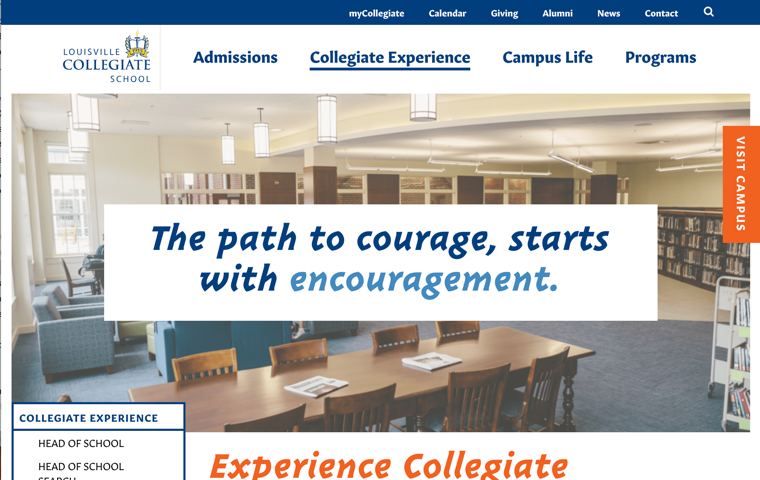 myCollegiate Calendar Giving Alumni News Contact
LOUISVILLE
COLLEGIATE
SCHOOL
Admissions Collegiate Experience Campus Life Programs
VISIT CAMPUS
The path to courage, starts
with encouragement.
COLLEGIATE EXPERIENCE
HEAD OF SCHOOL
HEAD OF SCHOOL
SEARCH
Experience Collegiate